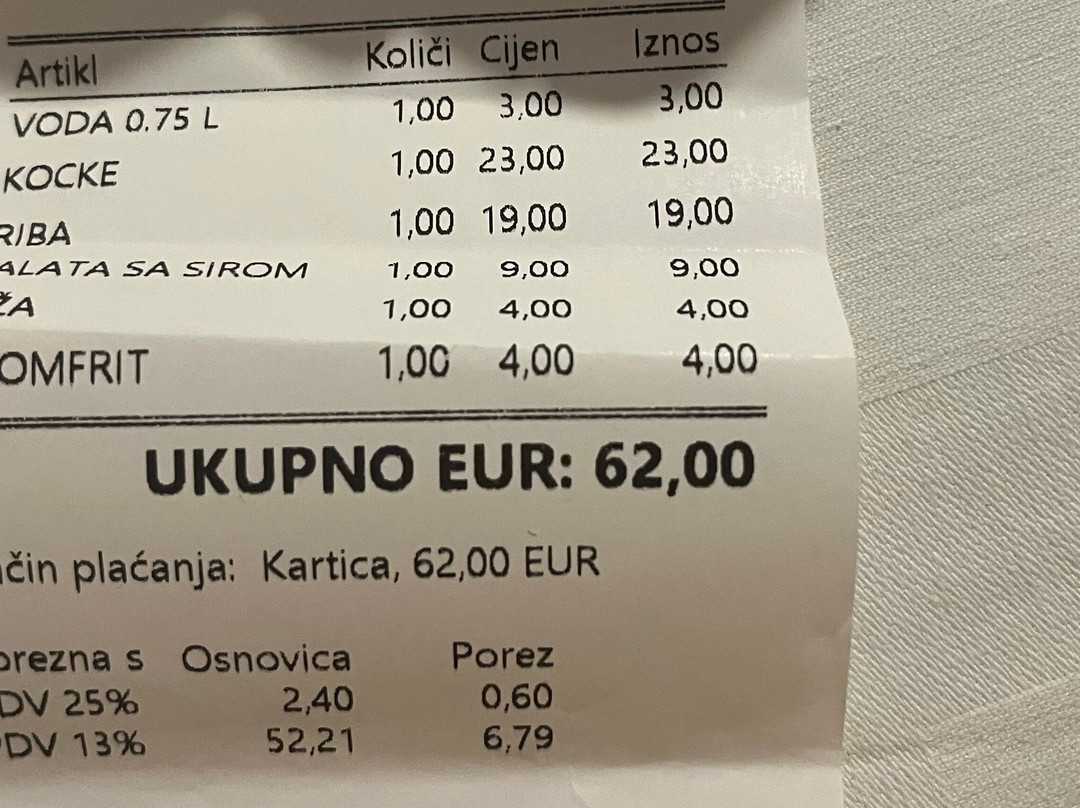 Artikl Količi Cijen Iznos
VODA 0.75 L 1,00 3,00 3,00
KOCKE 1,00 23,00 23,00
RIBA 1,00 19,00 19,00
ALATA SA SIROM 1,00 9,00 9,00
ŽA 1,00 4,00 4,00
OMFRIT 1,00 4,00 4,00
UKUPNO EUR: 62,00
čin plaćanja: Kartica, 62,00 EUR
orezna s Osnovica Porez
DV 25% 2,40 0,60
PDV 13% 52,21 6,79